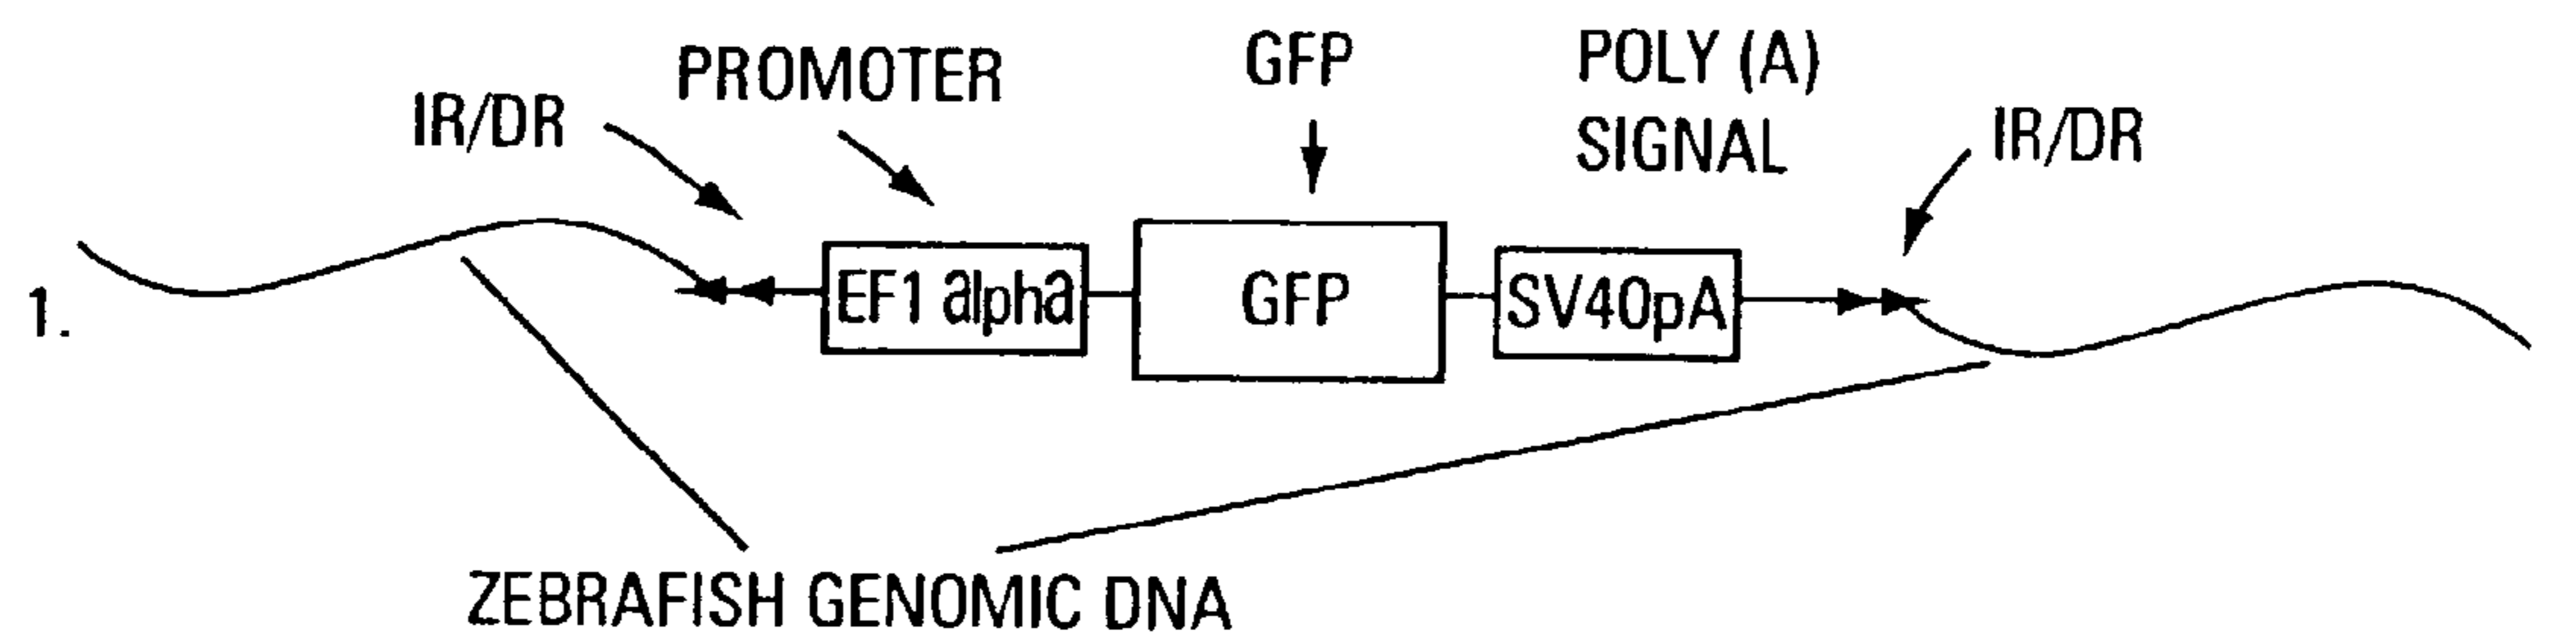 IR/DR
PROMOTER
GFP
POLY (A)
SIGNAL
IR/DR
1.
EF1 alpha
GFP
SV40pA
ZEBRAFISH GENOMIC DNA